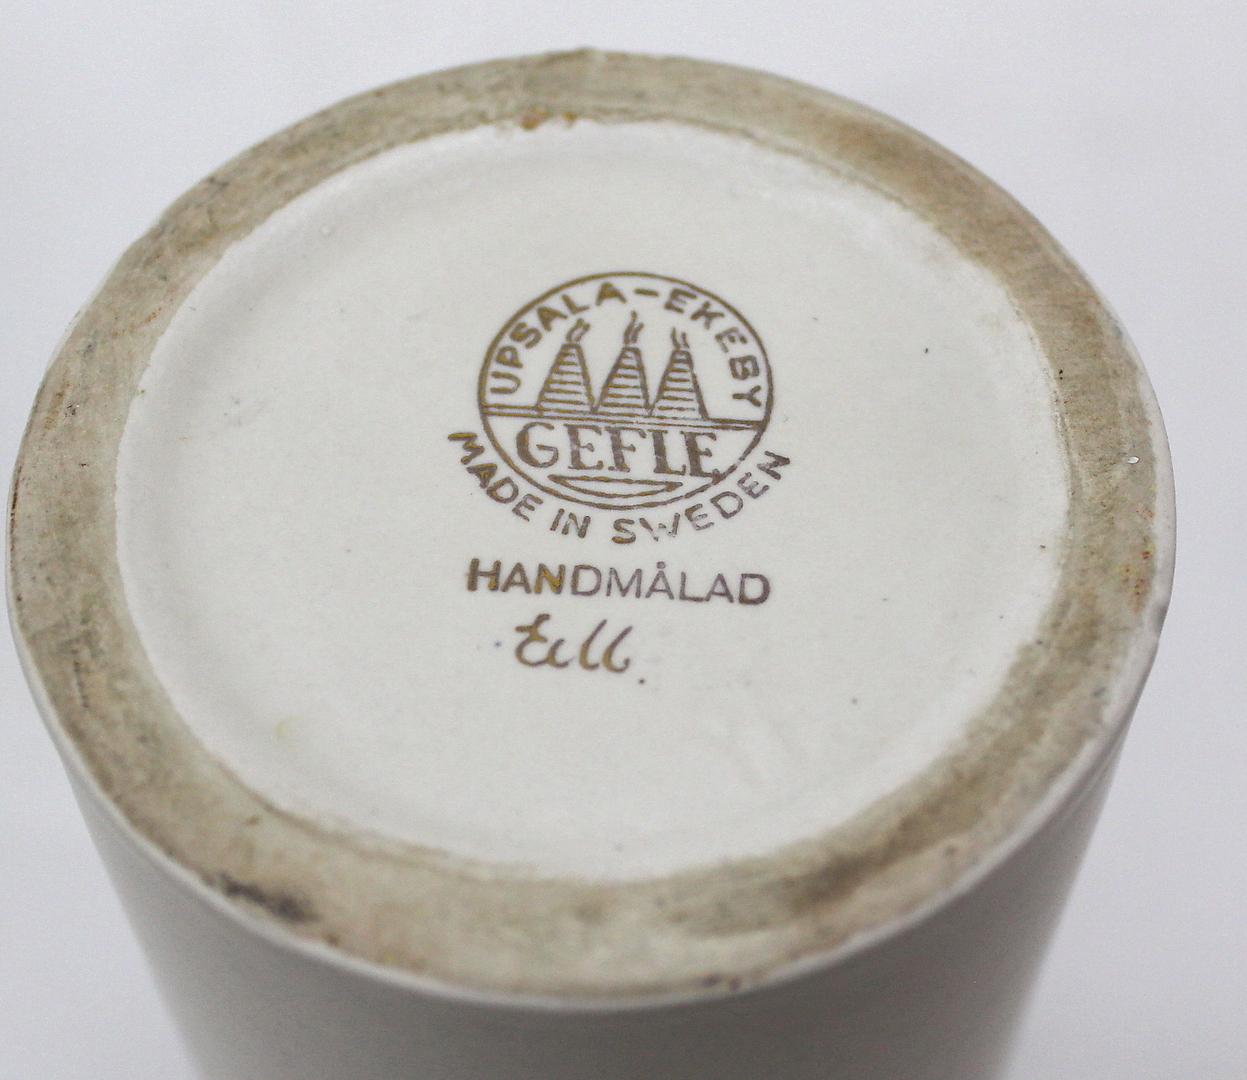 UPSALA-EKEBY
GEFLE
MADE IN SWEDEN
HANDMÅLAD